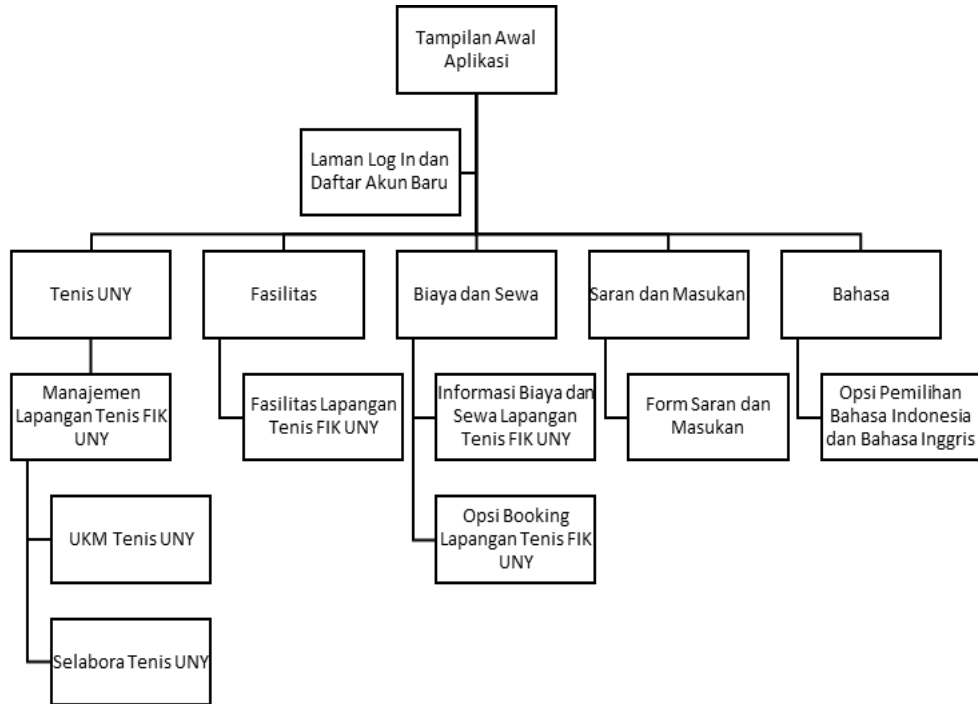 Tampilan Awal
Aplikasi
Laman Log In dan
Daftar Akun Baru
Tenis UNY
Fasilitas
Biaya dan Sewa
Saran dan Masukan
Bahasa
Manajemen
Lapangan Tenis FIK
UNY
Fasilitas Lapangan
Tenis FIK UNY
Informasi Biaya dan
Sewa Lapangan
Tenis FIK UNY
Form Saran dan
Masukan
Opsi Pemilihan
Bahasa Indonesia
dan Bahasa Inggris
UKM Tenis UNY
Opsi Booking
Lapangan Tenis FIK
UNY
Selabora Tenis UNY